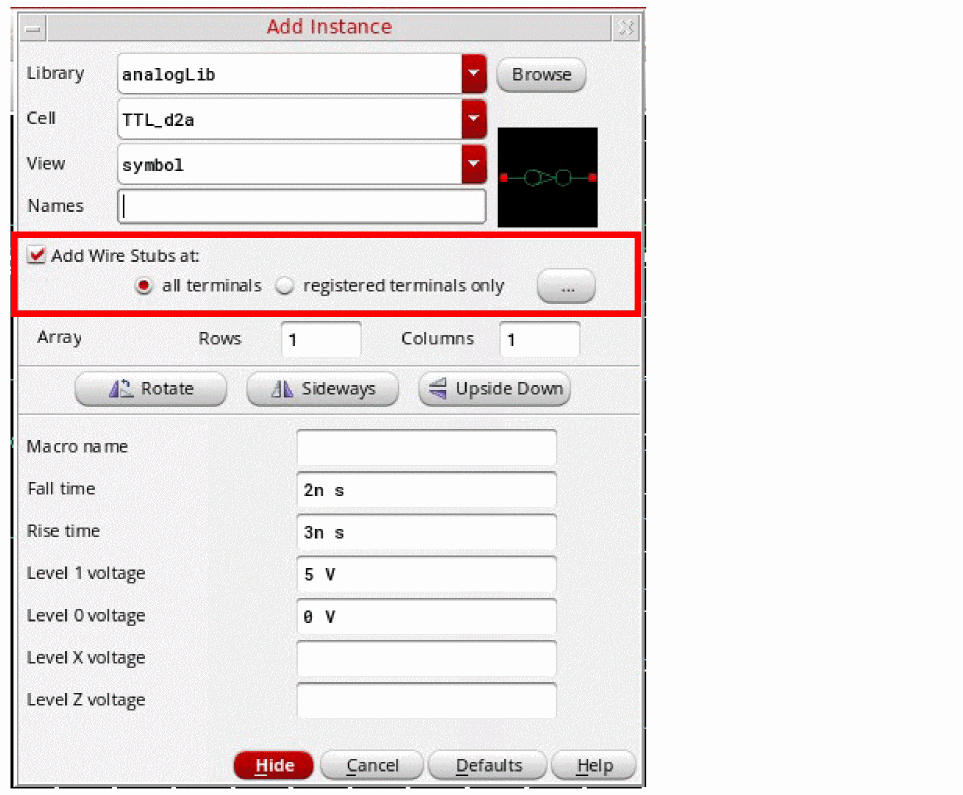 Add Instance
Library analogLib Browse
Cell TTL_d2a
View symbol
Names
Add Wire Stubs at:
all terminals registered terminals only ...
Array Rows 1 Columns 1
Rotate Sideways Upside Down
Macro name
Fall time 2n s
Rise time 3n s
Level 1 voltage 5 V
Level 0 voltage 0 V
Level X voltage
Level Z voltage
Hide Cancel Defaults Help